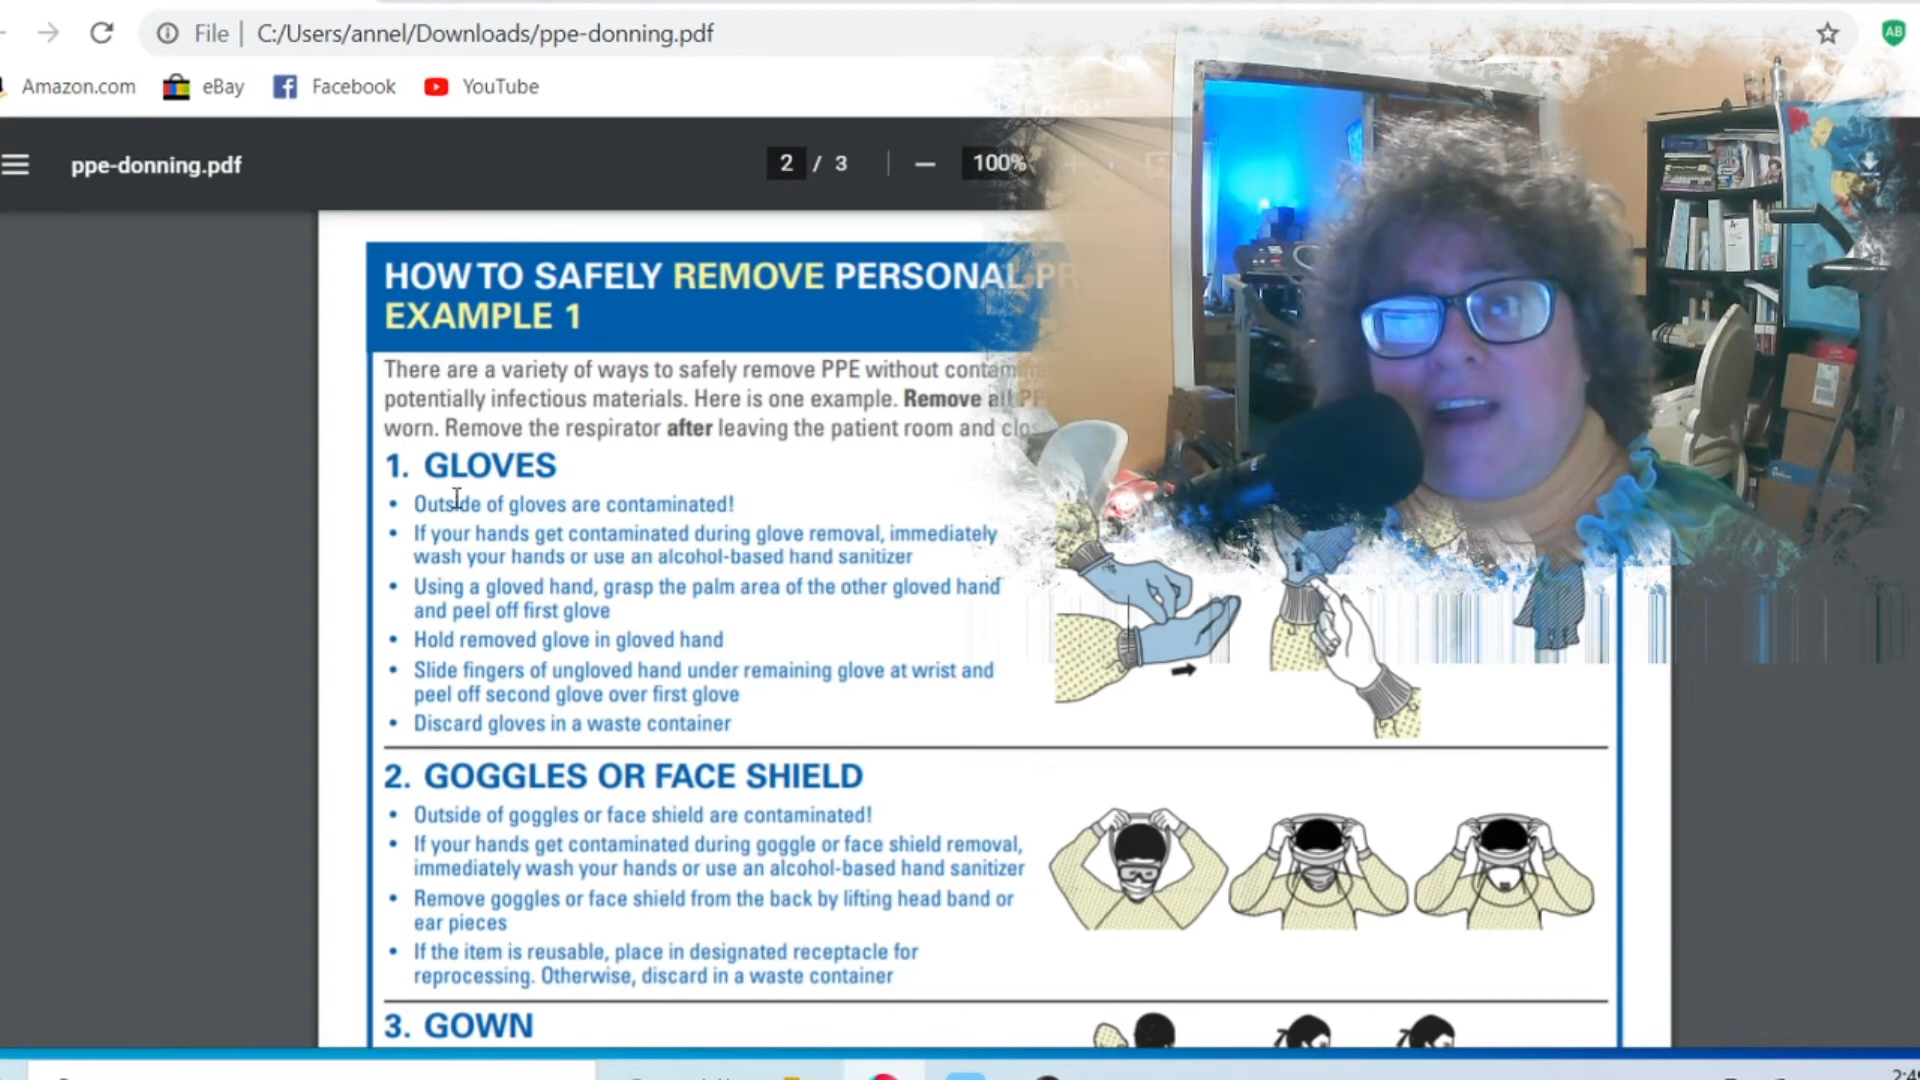 File | C:/Users/annel/Downloads/ppe-donning.pdf
AB
Amazon.com eBay Facebook YouTube
ppe-donning.pdf 2 / 3 100%
HOW TO SAFELY REMOVE PERSONAL PR
EXAMPLE 1
There are a variety of ways to safely remove PPE without contamina
potentially infectious materials. Here is one example. Remove all PP
worn. Remove the respirator after leaving the patient room and clos
1. GLOVES
• Outside of gloves are contaminated!
• If your hands get contaminated during glove removal, immediately
wash your hands or use an alcohol-based hand sanitizer
• Using a gloved hand, grasp the palm area of the other gloved hand
and peel off first glove
• Hold removed glove in gloved hand
• Slide fingers of ungloved hand under remaining glove at wrist and
peel off second glove over first glove
• Discard gloves in a waste container
2. GOGGLES OR FACE SHIELD
• Outside of goggles or face shield are contaminated!
• If your hands get contaminated during goggle or face shield removal,
immediately wash your hands or use an alcohol-based hand sanitizer
• Remove goggles or face shield from the back by lifting head band or
ear pieces
• If the item is reusable, place in designated receptacle for
reprocessing. Otherwise, discard in a waste container
3. GOWN